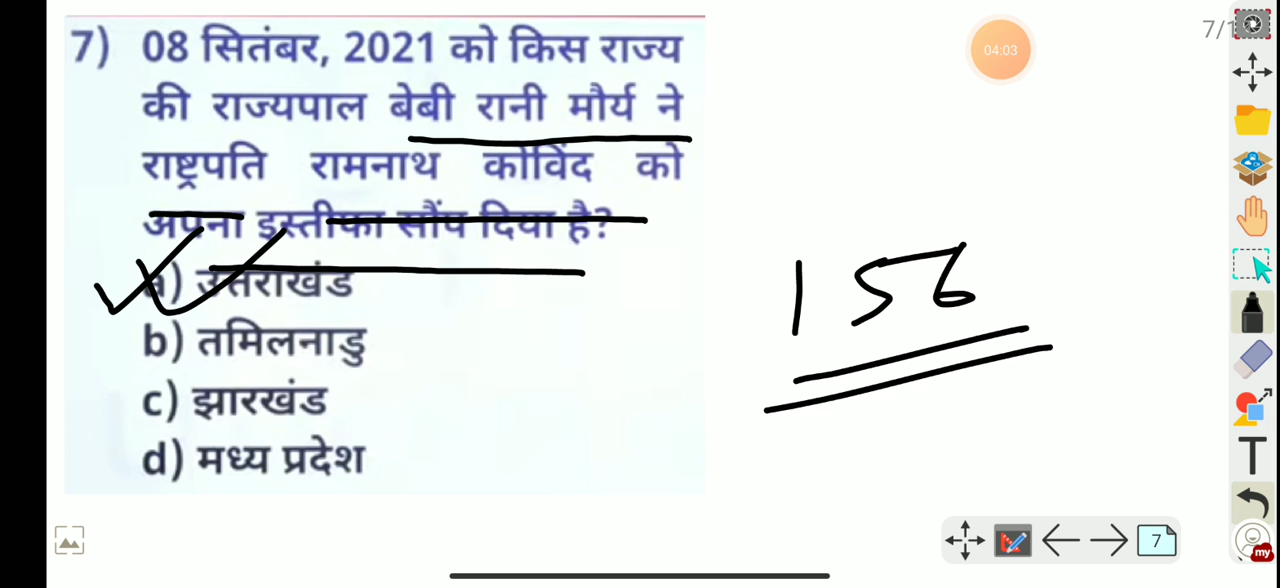 7/1
04:03
7) 08 सितंबर, 2021 को किस राज्य
की राज्यपाल बेबी रानी मौर्य ने
राष्ट्रपति रामनाथ कोविंद को
अपना इस्तीफा सौंप दिया है?
a) उत्तराखंड
b) तमिलनाडु
c) झारखंड
d) मध्य प्रदेश
156
T
7
my